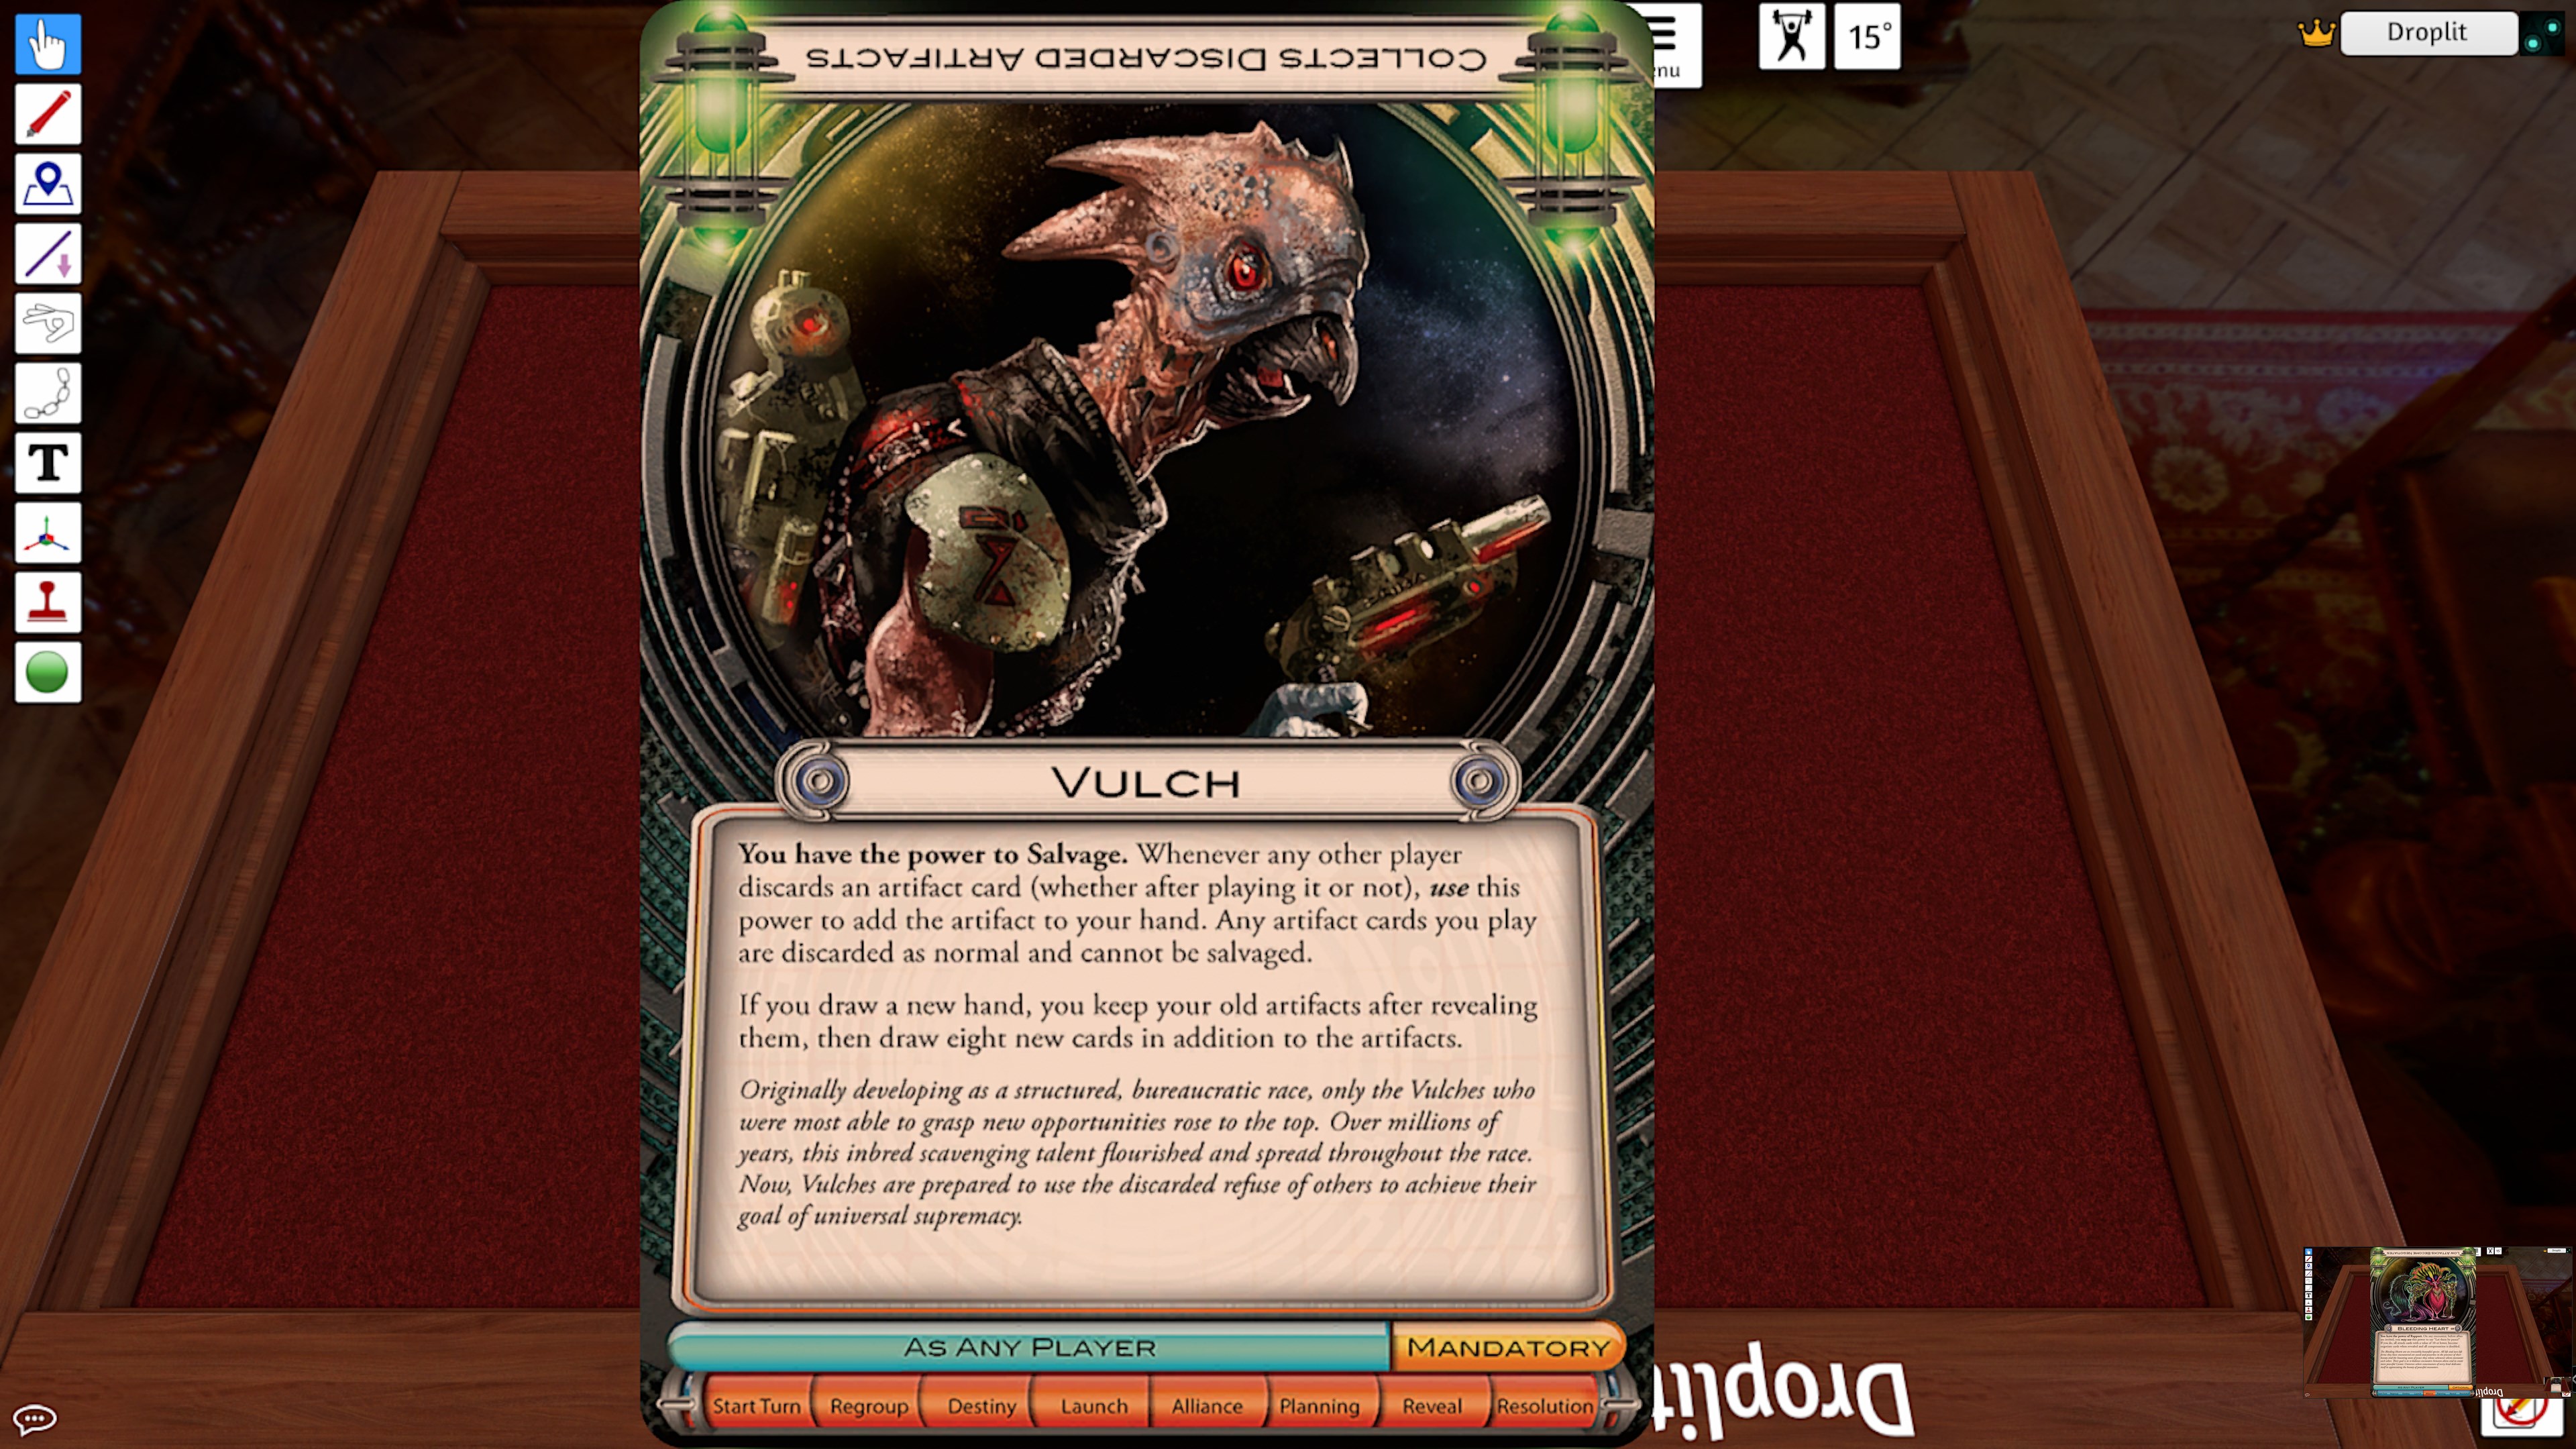 COLLECTS DISCARDED ARTIFACTS
nu
15°
Droplit
T
VULCH
You have the power to Salvage. Whenever any other player
discards an artifact card (whether after playing it or not), use this
power to add the artifact to your hand. Any artifact cards you play
are discarded as normal and cannot be salvaged.
If you draw a new hand, you keep your old artifacts after revealing
them, then draw eight new cards in addition to the artifacts.
Originally developing as a structured, bureaucratic race, only the Vulches who
were most able to grasp new opportunities rose to the top. Over millions of
years, this inbred scavenging talent flourished and spread throughout the race.
Now, Vulches are prepared to use the discarded refuse of others to achieve their
goal of universal supremacy.
AS ANY PLAYER MANDATORY
Start Turn Regroup Destiny Launch Alliance Planning Reveal Resolution
Droplit
BLEEDING HEART